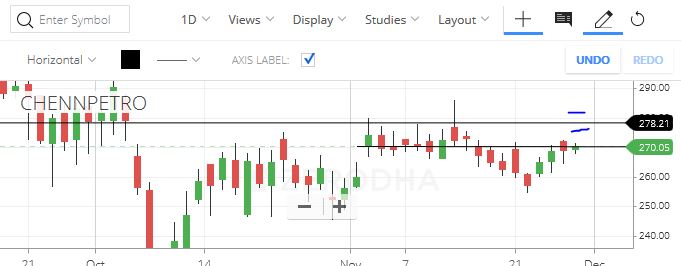 Enter Symbol 1D Views Display Studies Layout
Horizontal AXIS LABEL: UNDO REDO
CHENNPETRO
290.00
278.21
270.05
ZERODHA
260.00
250.00
240.00
21 Oct 14 Nov 7 21 Dec